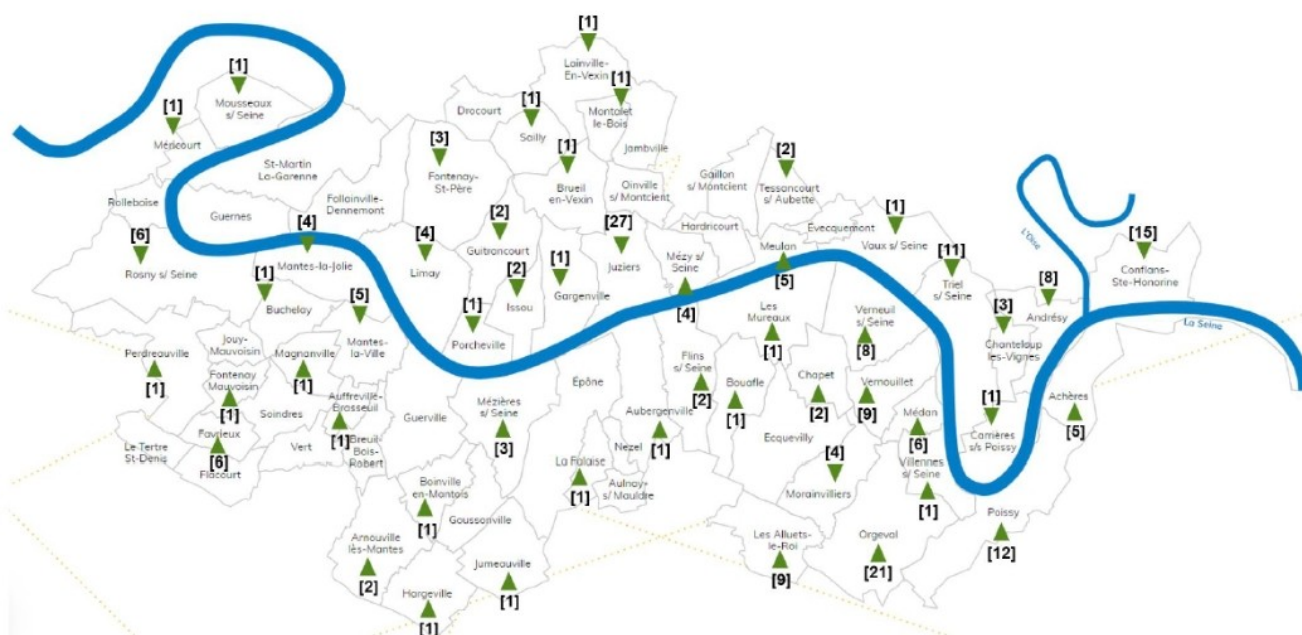 [1]
Lainville-
En-Vexin
[1]
Mousseaux
s/ Seine
[1]
Méricourt
[1]
Montalet
le-Bois
Drocourt
[1]
Sailly
Jambville
[3]
Fontenay-
St-Père
[1]
Brueil
en-Vexin
Oinville
s/ Montcient
Gaillon
s/ Montcient
[2]
Tessancourt
s/ Aubette
St-Martin
La-Garenne
Rolleboise
Guernes
Follainville-
Dennemont
[4]
Mantes-la-Jolie
[4]
Limay
[2]
Guitrancourt
[27]
Juziers
Hardricourt
Mézy s/
Seine
[4]
Meulan
[5]
Évecquemont
[1]
Vaux s/ Seine
[11]
Triel
s/ Seine
L'Oise
[15]
Conflans-
Ste-Honorine
[6]
Rosny s/ Seine
[1]
Buchelay
[5]
Mantes-
la-Ville
[2]
Issou
[1]
Gargenville
[1]
Porcheville
[8]
Andrésy
[3]
Chanteloup
les-Vignes
La Seine
Les
Mureaux
[1]
Verneuil
s/ Seine
[8]
Perdreauville
[1]
Jouy-
Mauvoisin
Magnanville
[1]
Fontenay
Mauvoisin
[1]
Auffreville-
Brasseuil
[1]
Soindres
Favrieux
[6]
Flacourt
Le-Tertre
St-Denis
Vert
Breuil-
Bois-
Robert
Guerville
Mézières
s/ Seine
[3]
Épône
Flins
s/ Seine
[2]
Bouafle
[1]
Chapet
[2]
Vernouillet
[9]
Médan
[6]
[1]
Carrières
s/s Poissy
Achères
[5]
Aubergenville
[1]
Nezel
Ecquevilly
[4]
Morainvilliers
Villennes
s/ Seine
[1]
La Falaise
[1]
Aulnay-
s/ Mauldre
Boinville
en-Mantois
[1]
Goussonville
Poissy
[12]
Arnouville
lès-Mantes
[2]
Jumeauville
[1]
Hargeville
[1]
Les Alluets-
le-Roi
[9]
Orgeval
[21]